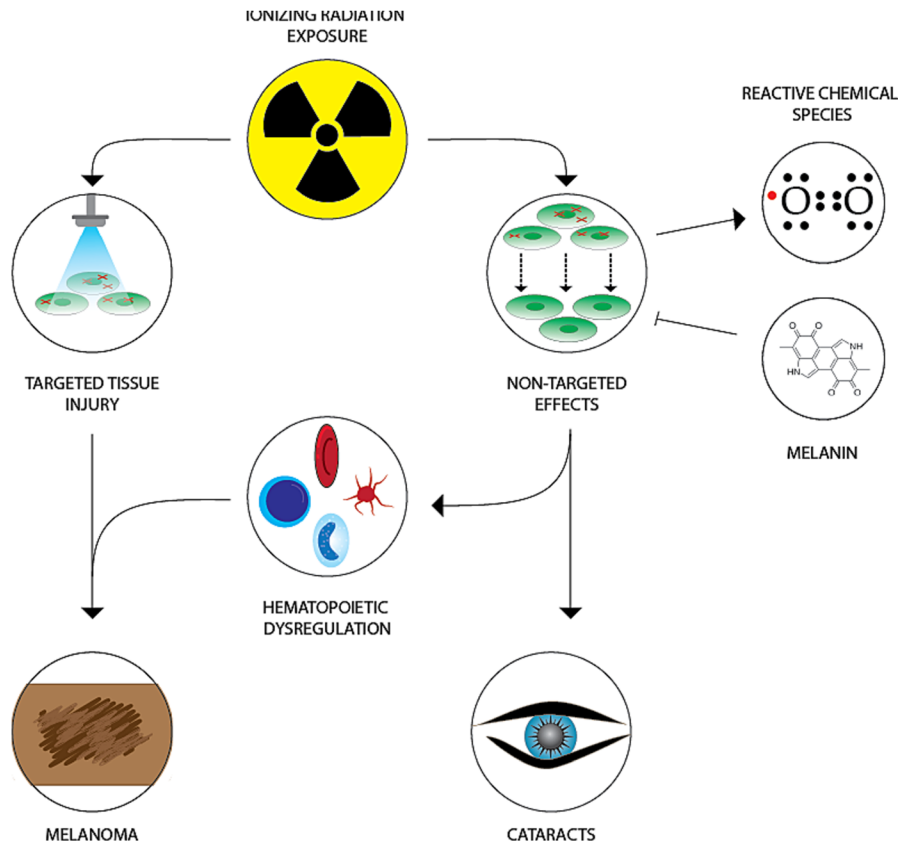 IONIZING RADIATION
EXPOSURE
REACTIVE CHEMICAL
SPECIES
O O
TARGETED TISSUE
INJURY
NON-TARGETED
EFFECTS
O O
NH
HN
O O
MELANIN
HEMATOPOIETIC
DYSREGULATION
MELANOMA
CATARACTS